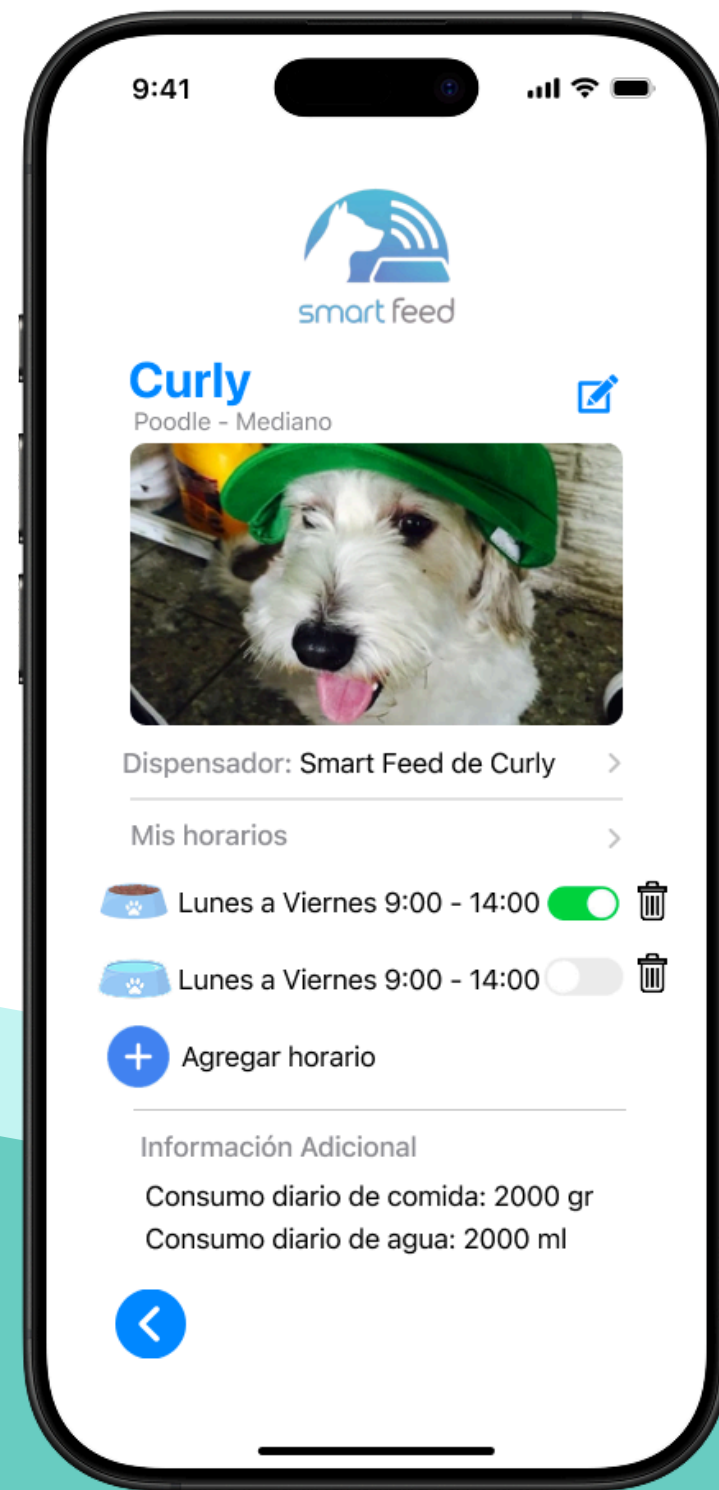 9:41
smart feed
Curly
Poodle - Mediano
Dispensador: Smart Feed de Curly
Mis horarios
Lunes a Viernes 9:00 - 14:00
Lunes a Viernes 9:00 - 14:00
Agregar horario
Información Adicional
Consumo diario de comida: 2000 gr
Consumo diario de agua: 2000 ml